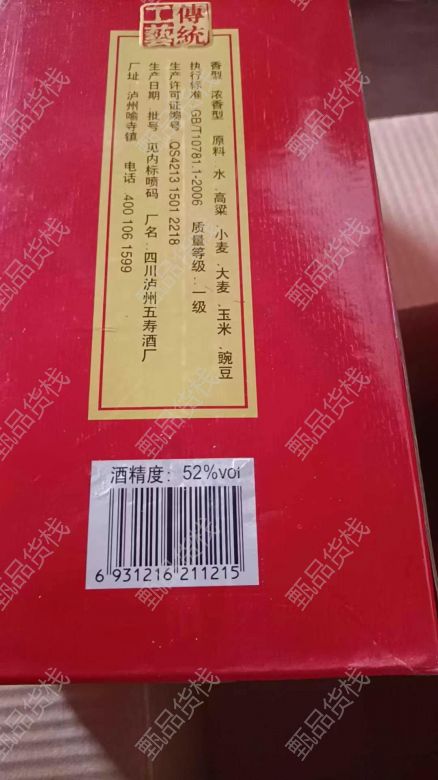 傳統
工藝
香型：浓香型　原料：水、高粱、小麦、大麦、玉米、豌豆
执行标准：GB/T10781.1-2006　质量等级：一级
生产许可证编号：QS4213 1501 2218
生产日期 批号：见内标喷码　厂名：四川泸州五寿酒厂
厂址：泸州喻寺镇　电话：400 106 1599
酒精度：52%vol
6 931216 211215
甄品货栈